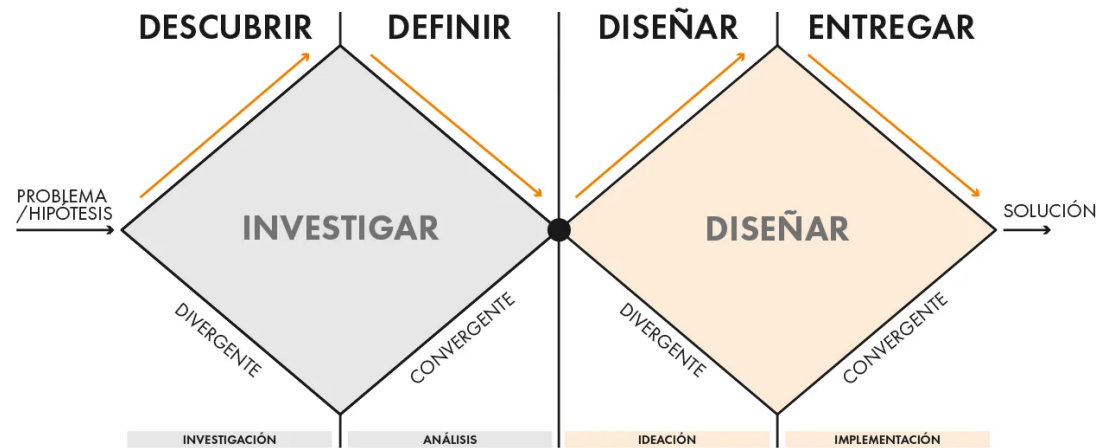 DESCUBRIR
DEFINIR
DISEÑAR
ENTREGAR
PROBLEMA
/HIPÓTESIS
INVESTIGAR
DISEÑAR
SOLUCIÓN
DIVERGENTE
CONVERGENTE
DIVERGENTE
CONVERGENTE
INVESTIGACIÓN
ANÁLISIS
IDEACIÓN
IMPLEMENTACIÓN